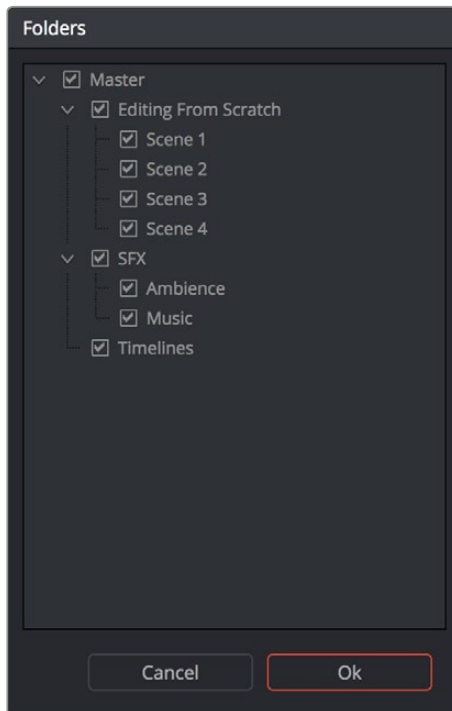 Folders
Master
Editing From Scratch
Scene 1
Scene 2
Scene 3
Scene 4
SFX
Ambience
Music
Timelines
Cancel Ok